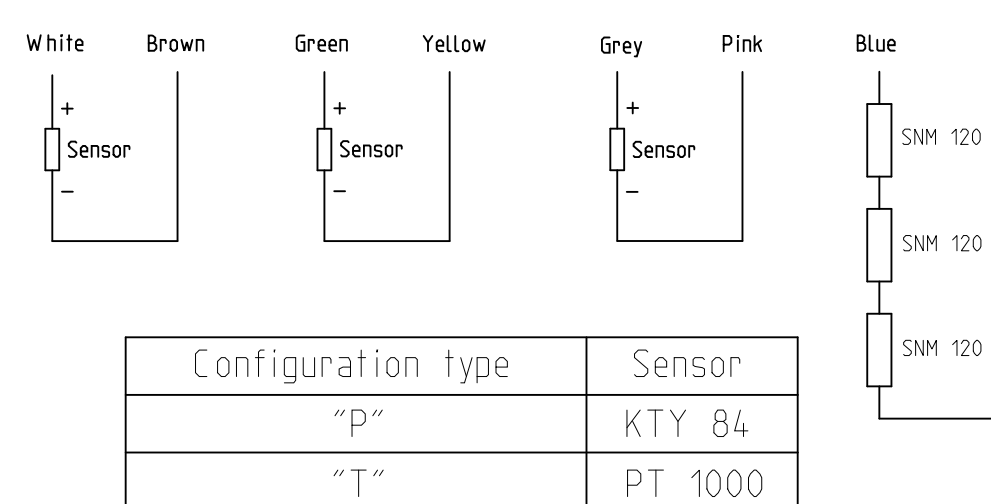 White Brown Green Yellow Grey Pink Blue
+ + +
Sensor Sensor Sensor SNM 120
− − −
SNM 120
SNM 120
Configuration type Sensor
"P" KTY 84
"T" PT 1000